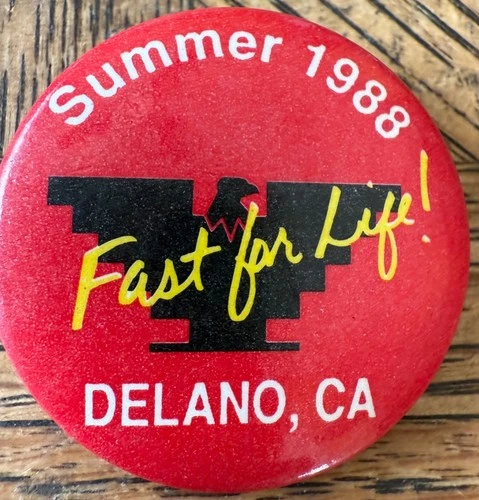 Summer 1988
Fast for Life!
DELANO, CA